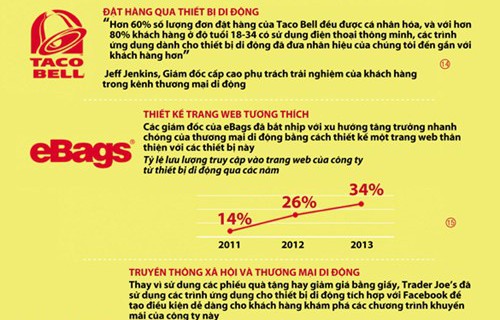 ĐẶT HÀNG QUA THIẾT BỊ DI ĐỘNG
"Hơn 60% số lượng đơn đặt hàng của Taco Bell đều được cá nhân hóa, và với hơn
80% khách hàng ở độ tuổi 18-34 có sử dụng điện thoại thông minh, các trình
ứng dụng dành cho thiết bị di động đã đưa nhãn hiệu của chúng tôi đến gần với
khách hàng hơn"
TACO
BELL
Jeff Jenkins, Giám đốc cấp cao phụ trách trải nghiệm của khách hàng
trong kênh thương mại di động
14
THIẾT KẾ TRANG WEB TƯƠNG THÍCH
eBags®
Các giám đốc của eBags đã bắt nhịp với xu hướng tăng trưởng nhanh
chóng của thương mại di động bằng cách thiết kế một trang web thân
thiện với các thiết bị này
Tỷ lệ lưu lượng truy cập vào trang web của công ty
từ thiết bị di động qua các năm
14% 26% 34%
2011 2012 2013
15
TRUYỀN THÔNG XÃ HỘI VÀ THƯƠNG MẠI DI ĐỘNG
Thay vì sử dụng các phiếu quà tặng hay giảm giá bằng giấy, Trader Joe's đã
sử dụng các trình ứng dụng cho thiết bị di động tích hợp với Facebook để
tạo điều kiện dễ dàng cho khách hàng khám phá các chương trình khuyến
mãi của công ty này